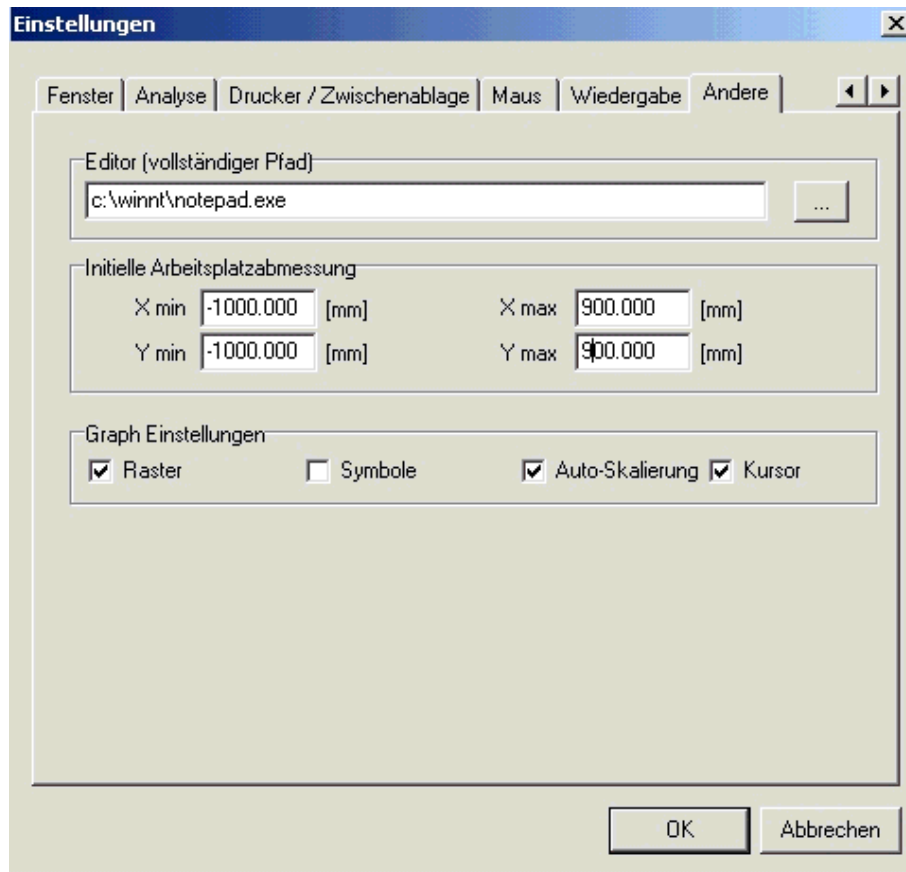 Einstellungen
Fenster Analyse Drucker / Zwischenablage Maus Wiedergabe Andere
Editor (vollständiger Pfad)
c:\winnt\notepad.exe ...
Initielle Arbeitsplatzabmessung
X min -1000.000 [mm] X max 900.000 [mm]
Y min -1000.000 [mm] Y max 900.000 [mm]
Graph Einstellungen
Raster Symbole Auto-Skalierung Kursor
OK Abbrechen